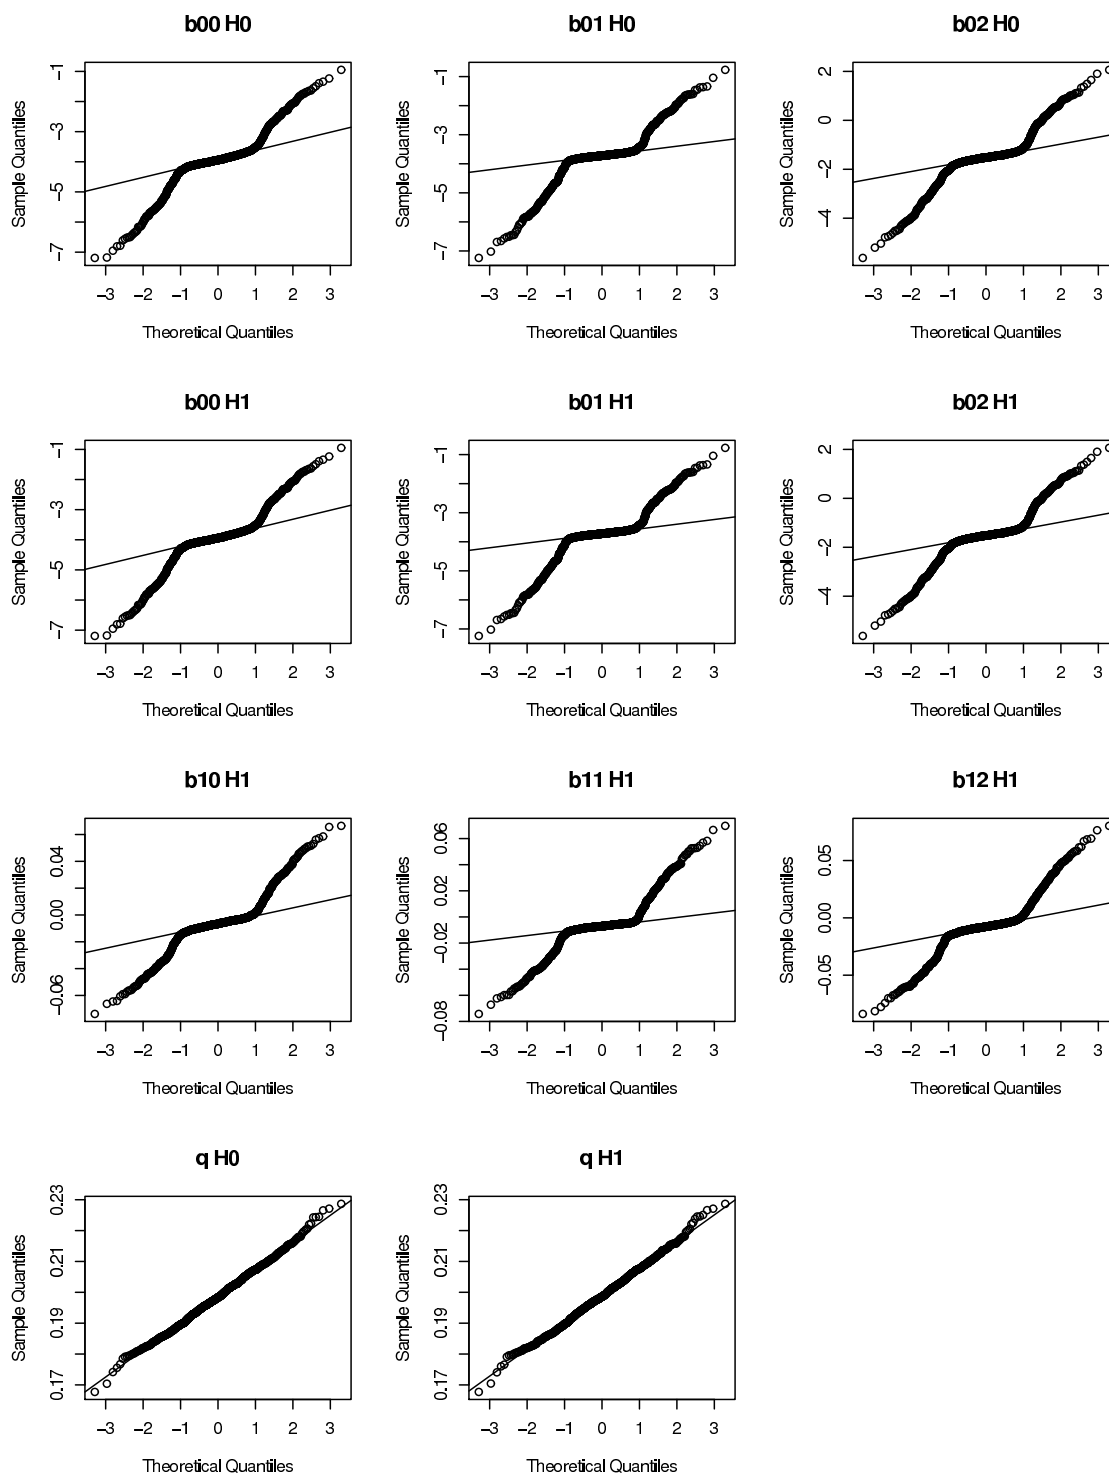 b00 H0
b01 H0
b02 H0
Sample Quantiles
−1
−3
−5
−7
−3 −2 −1 0 1 2 3
Theoretical Quantiles
Sample Quantiles
−1
−3
−5
−7
−3 −2 −1 0 1 2 3
Theoretical Quantiles
Sample Quantiles
2
0
−2
−4
−3 −2 −1 0 1 2 3
Theoretical Quantiles
b00 H1
b01 H1
b02 H1
Sample Quantiles
−1
−3
−5
−7
−3 −2 −1 0 1 2 3
Theoretical Quantiles
Sample Quantiles
−1
−3
−5
−7
−3 −2 −1 0 1 2 3
Theoretical Quantiles
Sample Quantiles
2
0
−2
−4
−3 −2 −1 0 1 2 3
Theoretical Quantiles
b10 H1
b11 H1
b12 H1
Sample Quantiles
0.04
0.00
−0.06
−3 −2 −1 0 1 2 3
Theoretical Quantiles
Sample Quantiles
0.06
0.02
−0.02
−0.08
−3 −2 −1 0 1 2 3
Theoretical Quantiles
Sample Quantiles
0.05
0.00
−0.05
−3 −2 −1 0 1 2 3
Theoretical Quantiles
q H0
q H1
Sample Quantiles
0.23
0.21
0.19
0.17
−3 −2 −1 0 1 2 3
Theoretical Quantiles
Sample Quantiles
0.23
0.21
0.19
0.17
−3 −2 −1 0 1 2 3
Theoretical Quantiles